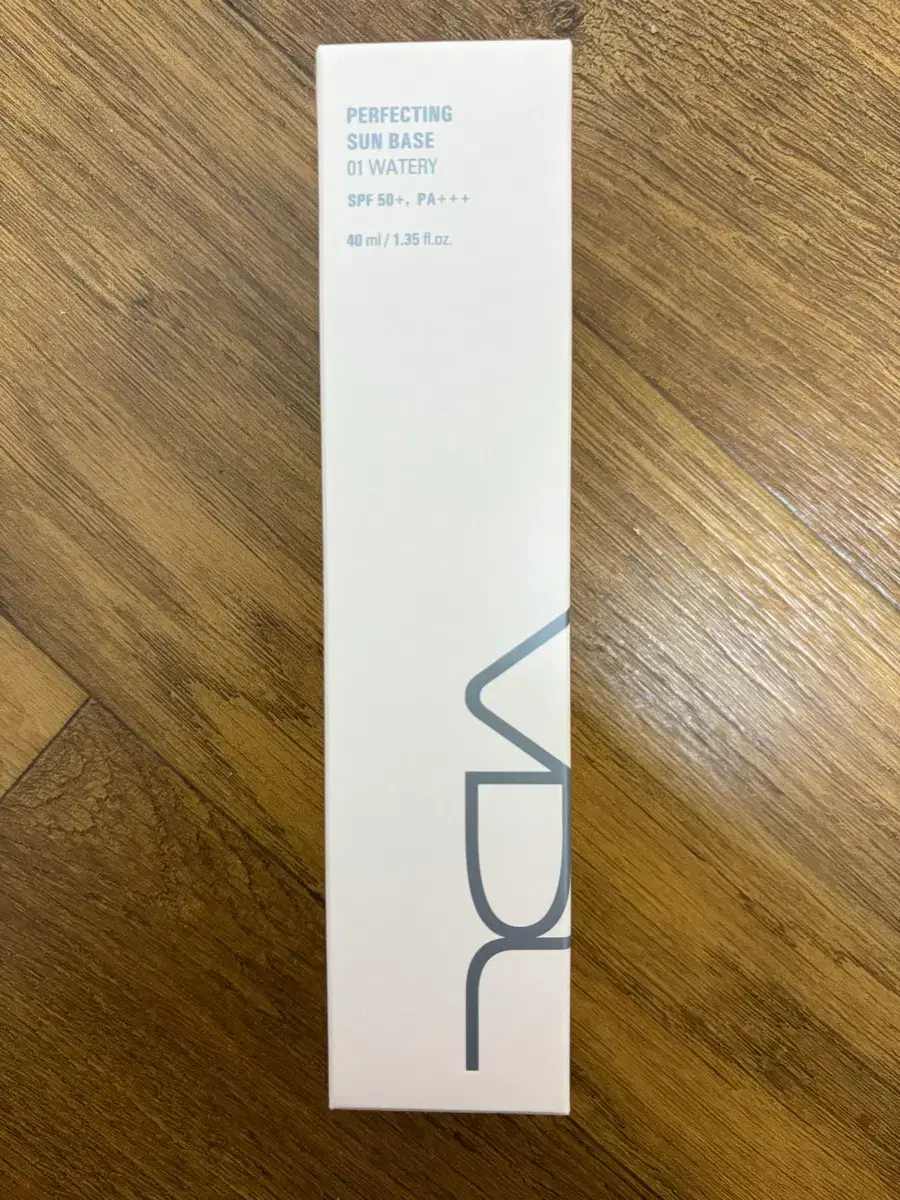 PERFECTING
SUN BASE
01 WATERY
SPF 50+, PA+++
40 ml / 1.35 fl.oz.
VDL